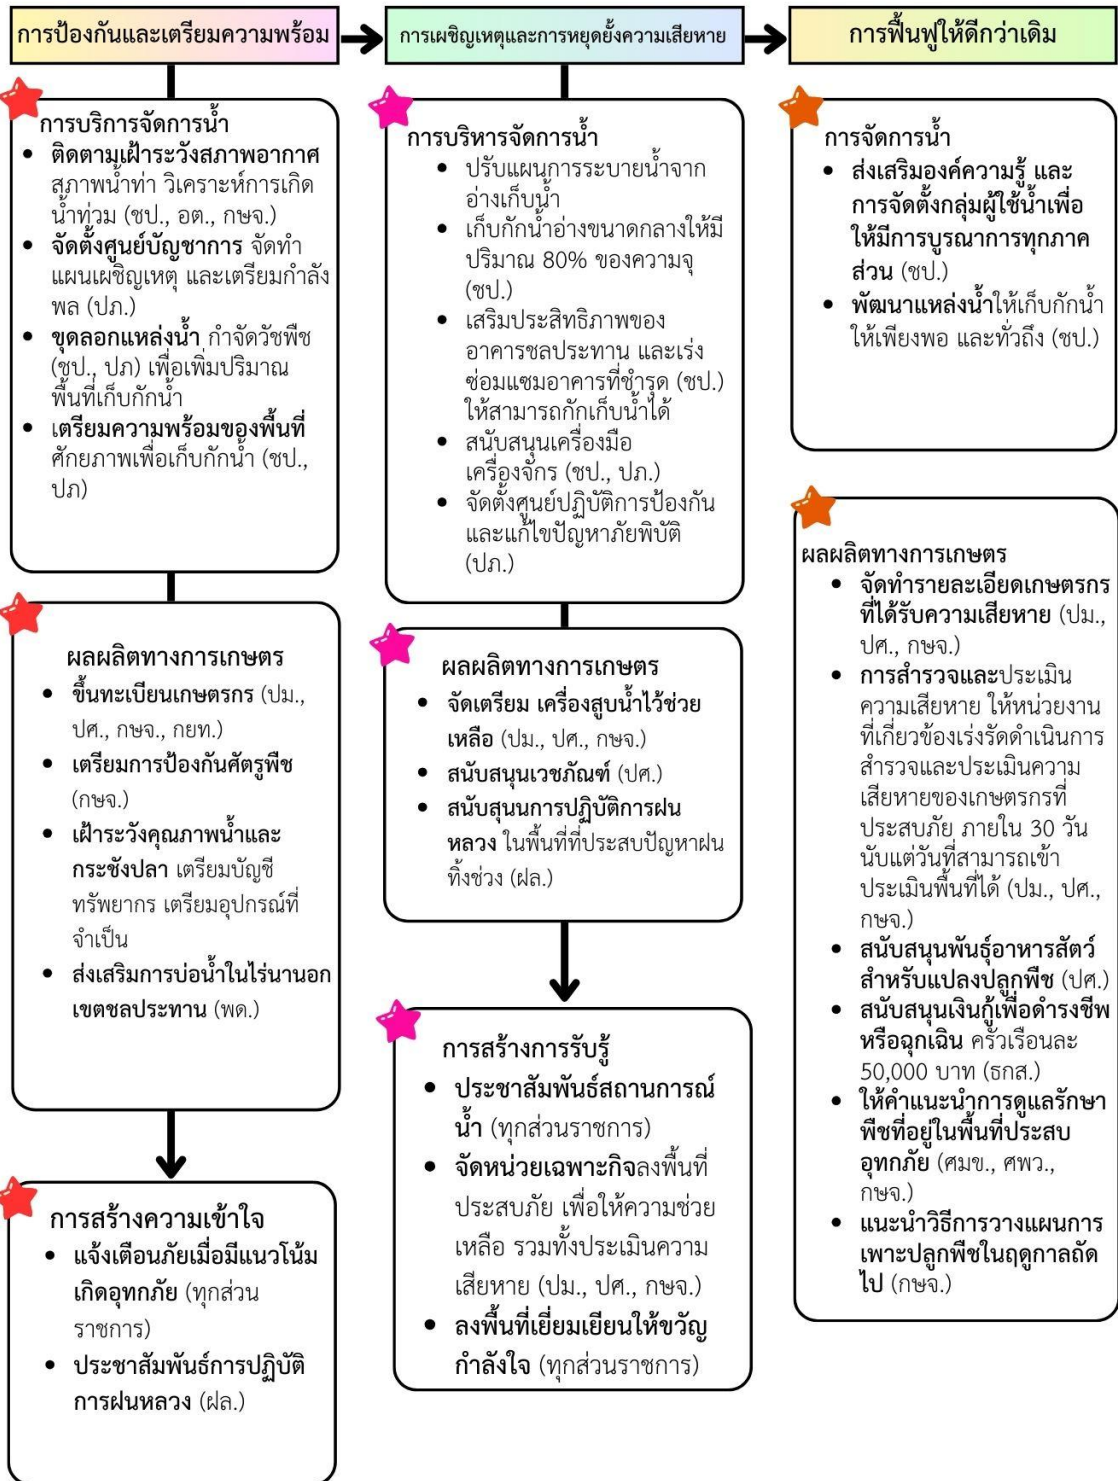 การป้องกันและเตรียมความพร้อม
การเผชิญเหตุและการหยุดยั้งความเสียหาย
การฟื้นฟูให้ดีกว่าเดิม
การบริการจัดการน้ำ
• ติดตามเฝ้าระวังสภาพอากาศ
สภาพน้ำท่า วิเคราะห์การเกิด
น้ำท่วม (ชป., อต., กษจ.)
• จัดตั้งศูนย์บัญชาการ จัดทำ
แผนเผชิญเหตุ และเตรียมกำลัง
พล (ปภ.)
• ขุดลอกแหล่งน้ำ กำจัดวัชพืช
(ชป., ปภ) เพื่อเพิ่มปริมาณ
พื้นที่เก็บกักน้ำ
• เตรียมความพร้อมของพื้นที่
ศักยภาพเพื่อเก็บกักน้ำ (ชป.,
ปภ)
ผลผลิตทางการเกษตร
• ขึ้นทะเบียนเกษตรกร (ปม.,
ปศ., กษจ., กยท.)
• เตรียมการป้องกันศัตรูพืช
(กษจ.)
• เฝ้าระวังคุณภาพน้ำและ
กระชังปลา เตรียมบัญชี
ทรัพยากร เตรียมอุปกรณ์ที่
จำเป็น
• ส่งเสริมการบ่อน้ำในไร่นานอก
เขตชลประทาน (พด.)
การสร้างความเข้าใจ
• แจ้งเตือนภัยเมื่อมีแนวโน้ม
เกิดอุทกภัย (ทุกส่วน
ราชการ)
• ประชาสัมพันธ์การปฏิบัติ
การฝนหลวง (ฝล.)
การบริหารจัดการน้ำ
• ปรับแผนการระบายน้ำจาก
อ่างเก็บน้ำ
• เก็บกักน้ำอ่างขนาดกลางให้มี
ปริมาณ 80% ของความจุ
(ชป.)
• เสริมประสิทธิภาพของ
อาคารชลประทาน และเร่ง
ซ่อมแซมอาคารที่ชำรุด (ชป.)
ให้สามารถกักเก็บน้ำได้
• สนับสนุนเครื่องมือ
เครื่องจักร (ชป., ปภ.)
• จัดตั้งศูนย์ปฏิบัติการป้องกัน
และแก้ไขปัญหาภัยพิบัติ
(ปภ.)
ผลผลิตทางการเกษตร
• จัดเตรียม เครื่องสูบน้ำไว้ช่วย
เหลือ (ปม., ปศ., กษจ.)
• สนับสนุนเวชภัณฑ์ (ปศ.)
• สนับสุนนการปฏิบัติการฝน
หลวง ในพื้นที่ที่ประสบปัญหาฝน
ทิ้งช่วง (ฝล.)
การสร้างการรับรู้
• ประชาสัมพันธ์สถานการณ์
น้ำ (ทุกส่วนราชการ)
• จัดหน่วยเฉพาะกิจลงพื้นที่
ประสบภัย เพื่อให้ความช่วย
เหลือ รวมทั้งประเมินความ
เสียหาย (ปม., ปศ., กษจ.)
• ลงพื้นที่เยี่ยมเยียนให้ขวัญ
กำลังใจ (ทุกส่วนราชการ)
การจัดการน้ำ
• ส่งเสริมองค์ความรู้ และ
การจัดตั้งกลุ่มผู้ใช้น้ำเพื่อ
ให้มีการบูรณาการทุกภาค
ส่วน (ชป.)
• พัฒนาแหล่งน้ำให้เก็บกักน้ำ
ให้เพียงพอ และทั่วถึง (ชป.)
ผลผลิตทางการเกษตร
• จัดทำรายละเอียดเกษตรกร
ที่ได้รับความเสียหาย (ปม.,
ปศ., กษจ.)
• การสำรวจและประเมิน
ความเสียหาย ให้หน่วยงาน
ที่เกี่ยวข้องเร่งรัดดำเนินการ
สำรวจและประเมินความ
เสียหายของเกษตรกรที่
ประสบภัย ภายใน 30 วัน
นับแต่วันที่สามารถเข้า
ประเมินพื้นที่ได้ (ปม., ปศ.,
กษจ.)
• สนับสนุนพันธุ์อาหารสัตว์
สำหรับแปลงปลูกพืช (ปศ.)
• สนับสนุนเงินกู้เพื่อดำรงชีพ
หรือฉุกเฉิน ครัวเรือนละ
50,000 บาท (ธกส.)
• ให้คำแนะนำการดูแลรักษา
พืชที่อยู่ในพื้นที่ประสบ
อุทกภัย (ศมข., ศพว.,
กษจ.)
• แนะนำวิธีการวางแผนการ
เพาะปลูกพืชในฤดูกาลถัด
ไป (กษจ.)